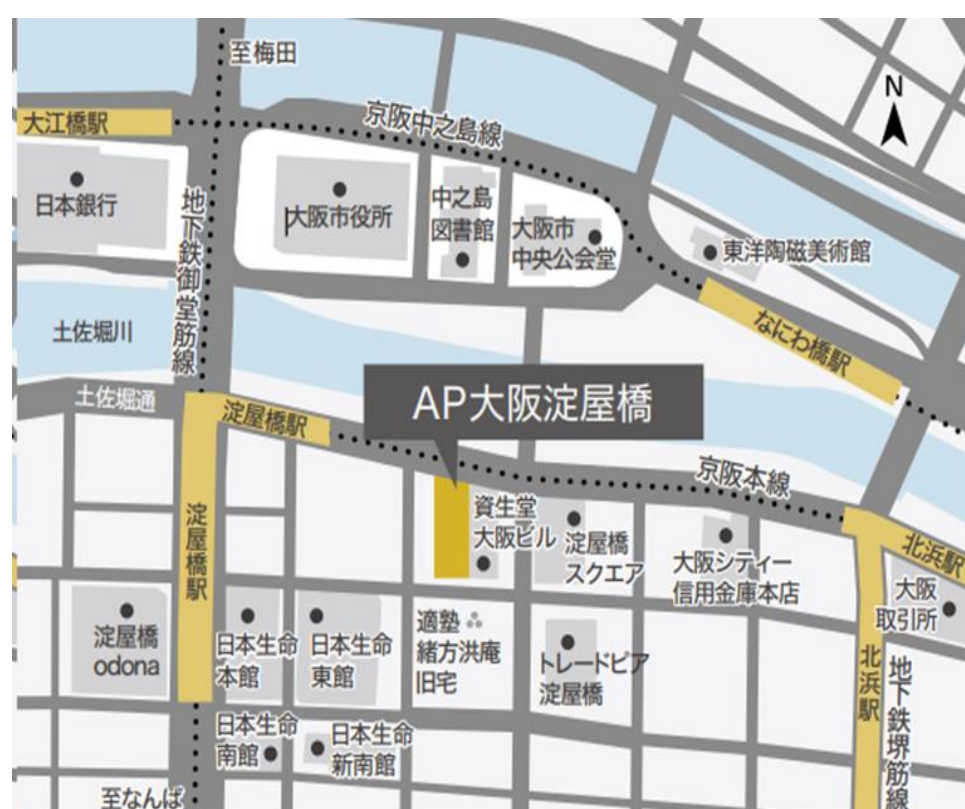 至梅田
N
大江橋駅
京阪中之島線
日本銀行
地下鉄御堂筋線
大阪市役所
中之島
図書館
大阪市
中央公会堂
東洋陶磁美術館
なにわ橋駅
土佐堀川
土佐堀通
淀屋橋駅
AP大阪淀屋橋
京阪本線
淀屋橋駅
資生堂
大阪ビル
淀屋橋
スクエア
大阪シティー
信用金庫本店
北浜駅
大阪
取引所
淀屋橋
odona
日本生命
本館
日本生命
東館
適塾
緒方洪庵
旧宅
トレードピア
淀屋橋
北浜駅
地下鉄堺筋線
日本生命
南館
日本生命
新南館
至なんば